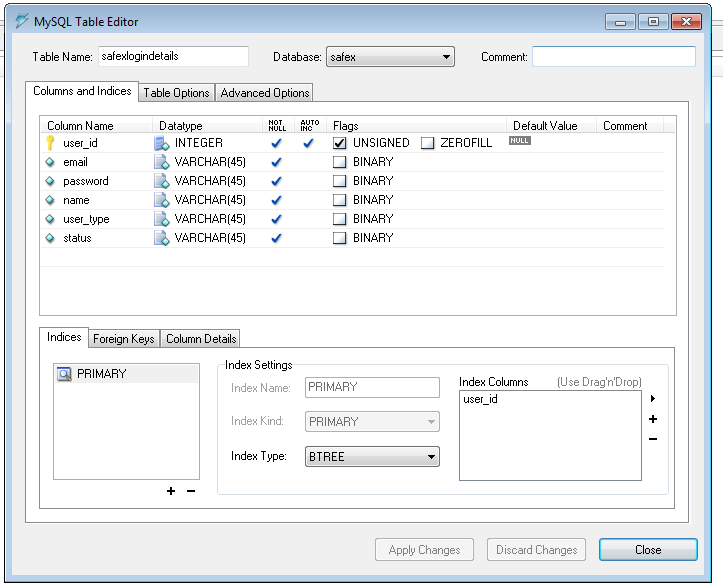 MySQL Table Editor
Table Name: safexlogindetails Database: safex Comment:
Columns and Indices Table Options Advanced Options
Column Name Datatype NOT NULL AUTO INC Flags Default Value Comment
user_id INTEGER UNSIGNED ZEROFILL NULL
email VARCHAR(45) BINARY
password VARCHAR(45) BINARY
name VARCHAR(45) BINARY
user_type VARCHAR(45) BINARY
status VARCHAR(45) BINARY
Indices Foreign Keys Column Details
PRIMARY
Index Settings
Index Name: PRIMARY
Index Kind: PRIMARY
Index Type: BTREE
Index Columns (Use Drag'n'Drop)
user_id
Apply Changes Discard Changes Close